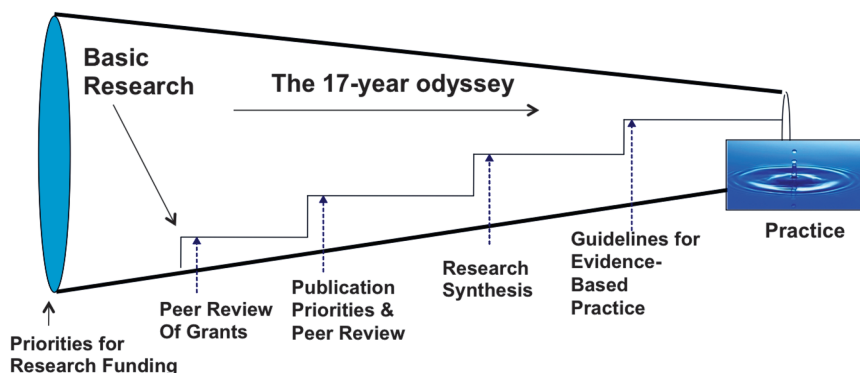 Basic
Research
The 17-year odyssey
Priorities for
Research Funding
Peer Review
Of Grants
Publication
Priorities &
Peer Review
Research
Synthesis
Guidelines for
Evidence-
Based
Practice
Practice